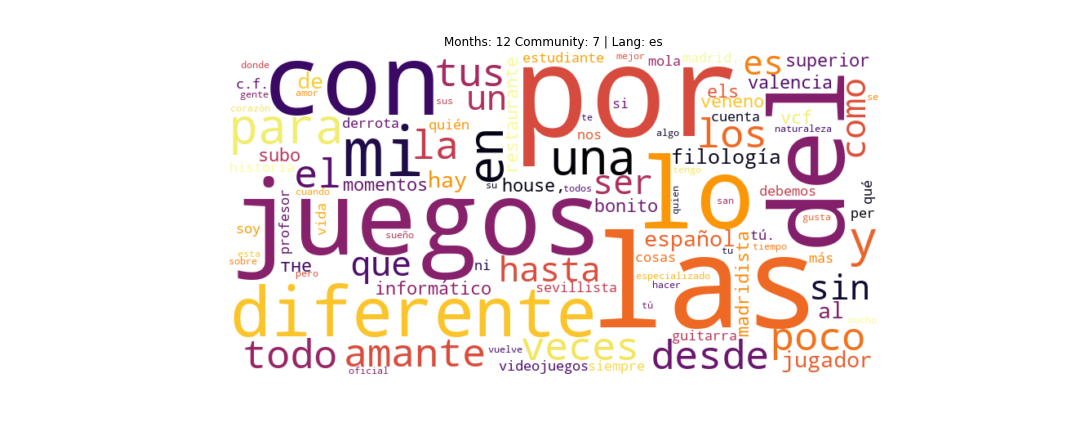 Months: 12 Community: 7 | Lang: es
donde
c.f.
gente
amor
de
con
tus
un
sus
estudiante
restaurante
por
mejor
mola
madrid.
si
els
es
superior
valencia
veneno
vcf
naturaleza
del
como
se
corazón
para
derrota
quién
mi
la
en
una
te
nos
algo
cuenta
los
filología
subo
historia
el
momentos
hay
su
house,
todos
ser
bonito
quien
tengo
lo
san
debemos
gusta
qué
per
y
cuando
profesor
vida
soy
esta
sobre
THE
pero
juegos
sueño
que
ni
informático
hasta
sevillista
español
cosas
especializado
hacer
tú
las
tu
madridista
tú.
tiempo
más
sin
al
mucho
diferente
todo
amante
oficial
vuelve
veces
videojuegos
siempre
desde
guitarra
poco
jugador